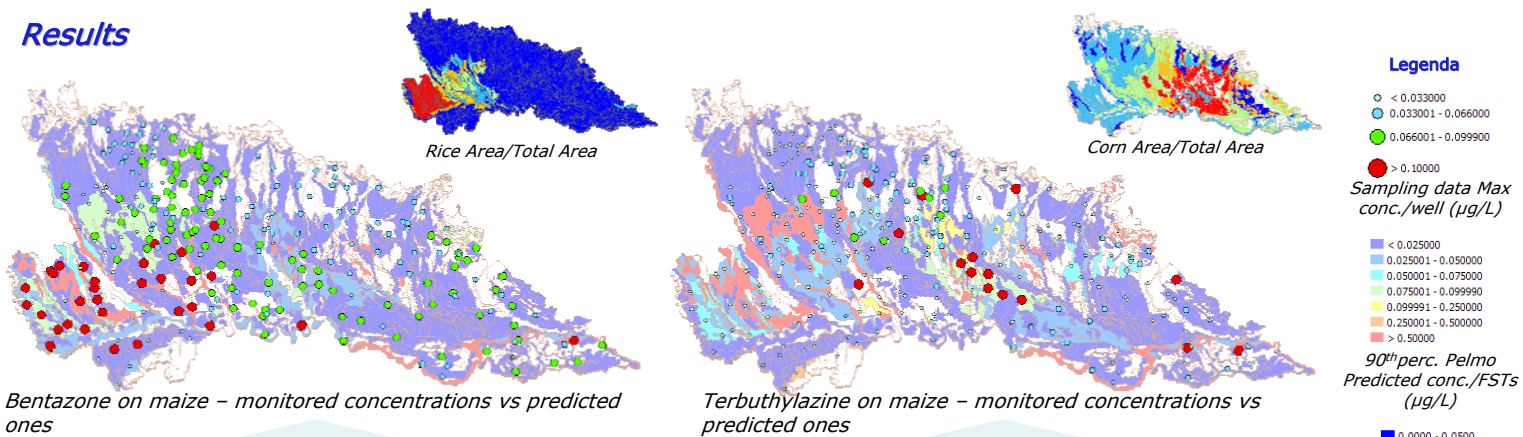 Results
Rice Area/Total Area
Corn Area/Total Area
Legenda
< 0.033000
0.033001 - 0.066000
0.066001 - 0.099900
> 0.10000
Sampling data Max
conc./well (µg/L)
< 0.025000
0.025001 - 0.050000
0.050001 - 0.075000
0.075001 - 0.099990
0.099991 - 0.250000
0.250001 - 0.500000
> 0.50000
90th perc. Pelmo
Predicted conc./FSTs
(µg/L)
0.0000 - 0.0500
Bentazone on maize – monitored concentrations vs predicted
ones
Terbuthylazine on maize – monitored concentrations vs
predicted ones